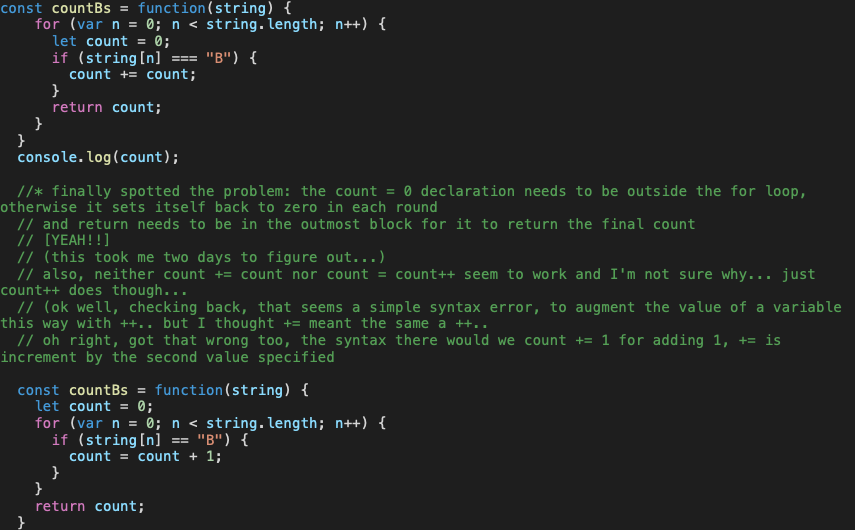 const countBs = function(string) {
    for (var n = 0; n < string.length; n++) {
      let count = 0;
      if (string[n] === "B") {
        count += count;
      }
      return count;
    }
  }
  console.log(count);

  //* finally spotted the problem: the count = 0 declaration needs to be outside the for loop,
otherwise it sets itself back to zero in each round
  // and return needs to be in the outmost block for it to return the final count
  // [YEAH!!]
  // (this took me two days to figure out...)
  // also, neither count += count nor count = count++ seem to work and I'm not sure why... just
count++ does though...
  // (ok well, checking back, that seems a simple syntax error, to augment the value of a variable
this way with ++.. but I thought += meant the same a ++..
  // oh right, got that wrong too, the syntax there would we count += 1 for adding 1, += is
increment by the second value specified

  const countBs = function(string) {
    let count = 0;
    for (var n = 0; n < string.length; n++) {
      if (string[n] == "B") {
        count = count + 1;
      }
    }
    return count;
  }